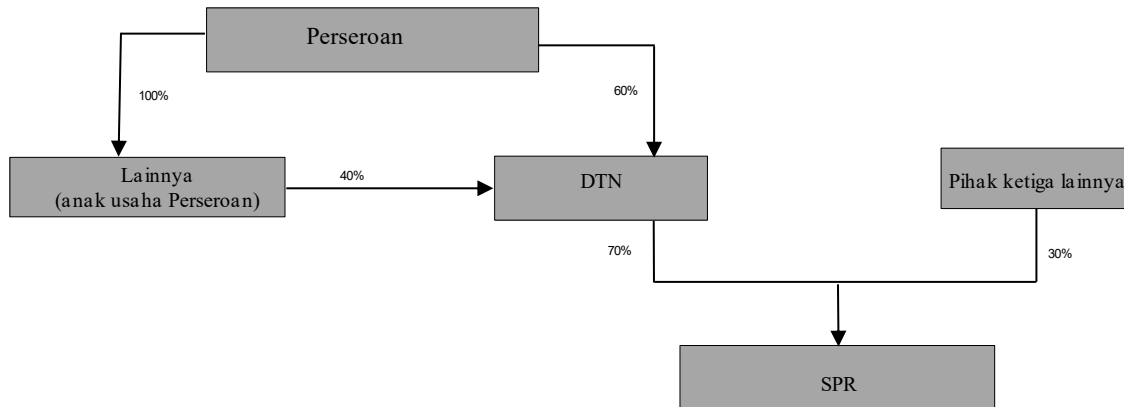 Perseroan
100%
60%
Lainnya
(anak usaha Perseroan)
40%
DTN
Pihak ketiga lainnya
70%
30%
SPR